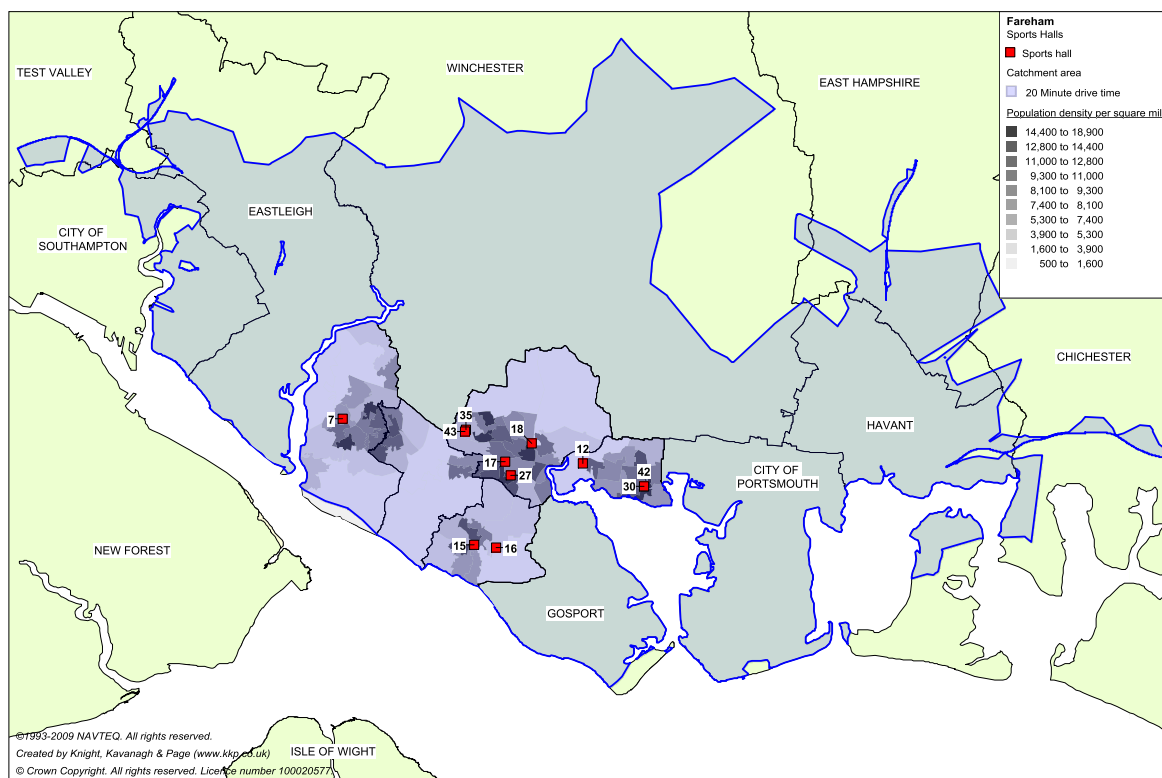 Fareham
Sports Halls
Sports hall
Catchment area
20 Minute drive time
Population density per square mil
14,400 to 18,900
12,800 to 14,400
11,000 to 12,800
9,300 to 11,000
8,100 to 9,300
7,400 to 8,100
5,300 to 7,400
3,900 to 5,300
1,600 to 3,900
500 to 1,600
TEST VALLEY
WINCHESTER
EAST HAMPSHIRE
EASTLEIGH
CITY OF
SOUTHAMPTON
CHICHESTER
HAVANT
CITY OF
PORTSMOUTH
NEW FOREST
GOSPORT
ISLE OF WIGHT
7
35
43
18
17
27
12
42
30
15
16
©1993-2009 NAVTEQ. All rights reserved.
Created by Knight, Kavanagh & Page (www.kkp.co.uk)
© Crown Copyright. All rights reserved. Licence number 100020577.